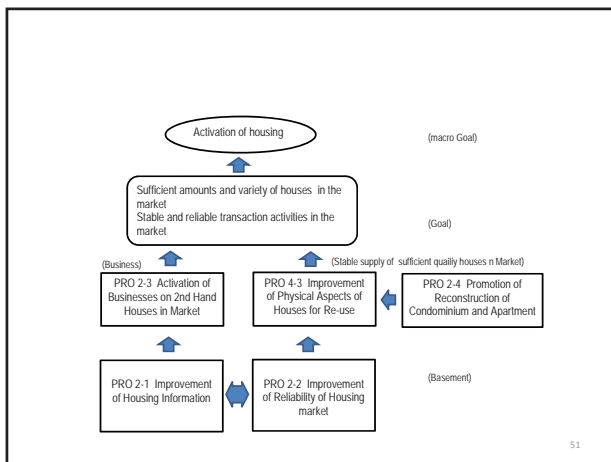 Activation of housing
(macro Goal)
Sufficient amounts and variety of houses in the
market
Stable and reliable transaction activities in the
market
(Goal)
(Business)
(Stable supply of sufficient quailiy houses n Market)
PRO 2-3 Activation of
Businesses on 2nd Hand
Houses in Market
PRO 4-3 Improvement
of Physical Aspects of
Houses for Re-use
PRO 2-4 Promotion of
Reconstruction of
Condominium and Apartment
PRO 2-1 Improvement
of Housing Information
PRO 2-2 Improvement
of Reliability of Housing
market
(Basement)
51